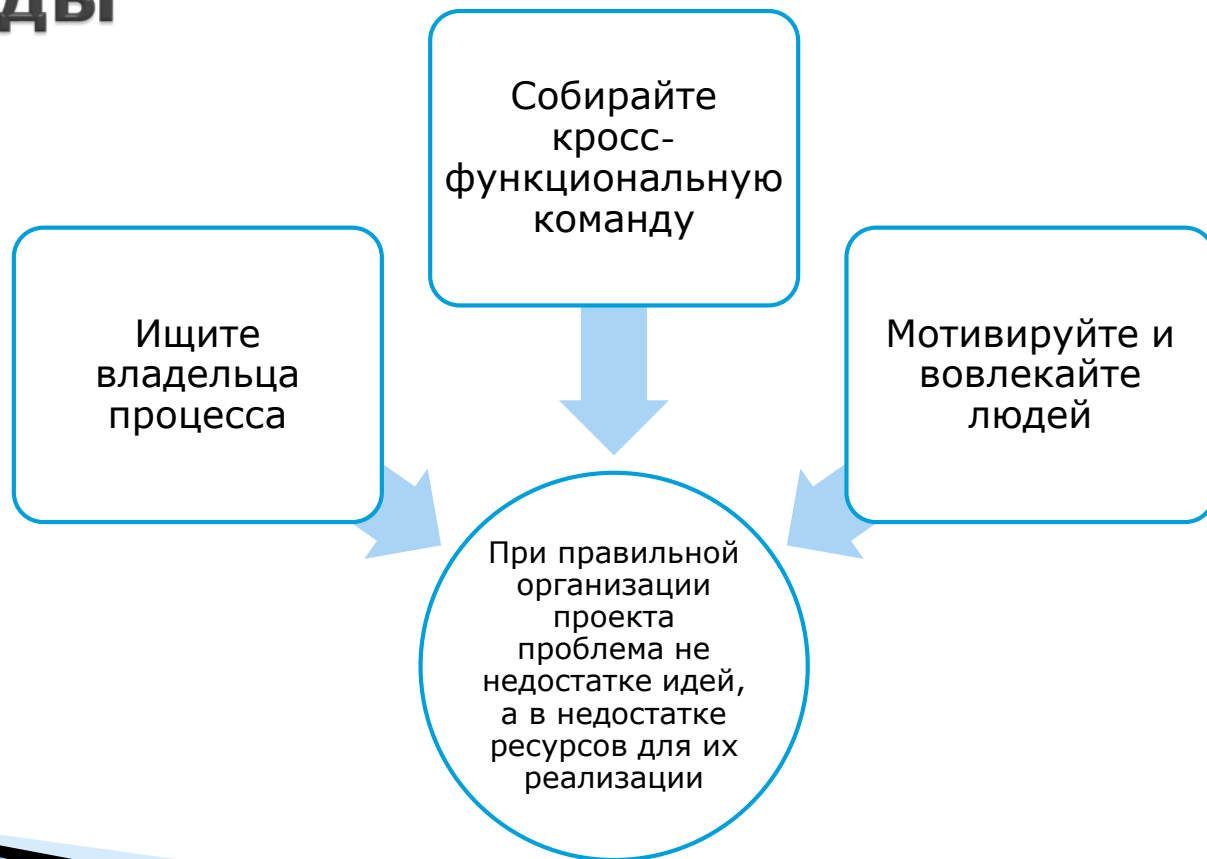 ды
Собирайте
кросс-
функциональную
команду
Ищите
владельца
процесса
Мотивируйте и
вовлекайте
людей
При правильной
организации
проекта
проблема не
недостатке идей,
а в недостатке
ресурсов для их
реализации